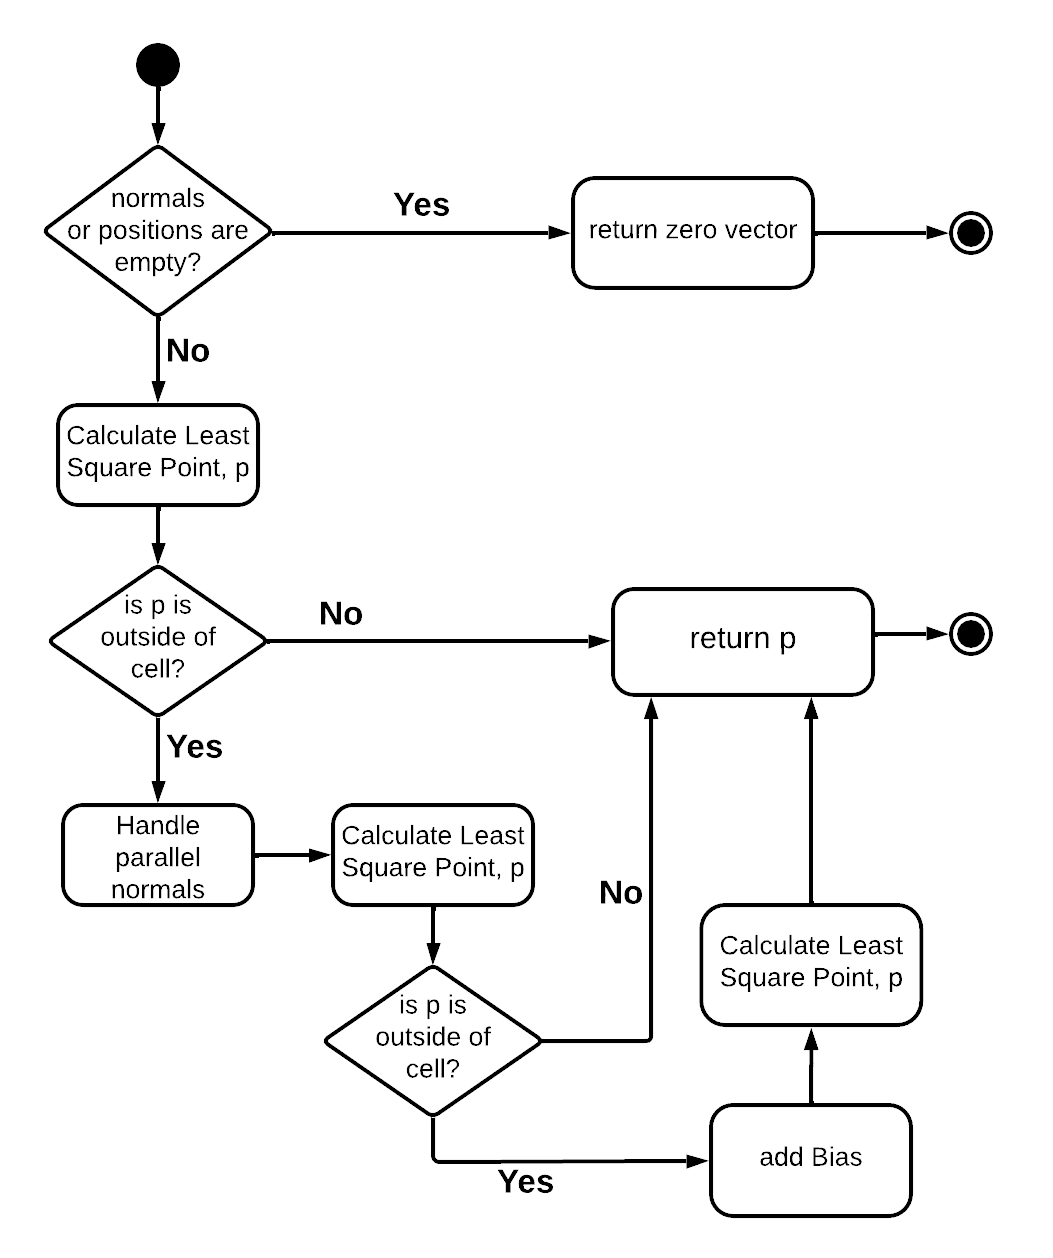 normals
or positions are
empty?
Yes
return zero vector
No
Calculate Least
Square Point, p
is p is
outside of
cell?
No
return p
Yes
Handle
parallel
normals
Calculate Least
Square Point, p
No
is p is
outside of
cell?
Calculate Least
Square Point, p
Yes
add Bias